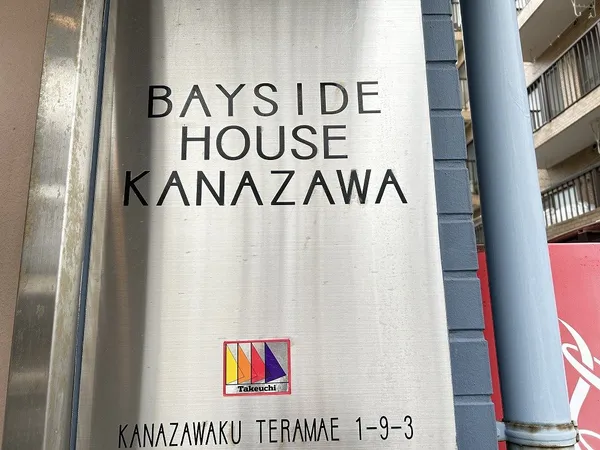 BAYSIDE
HOUSE
KANAZAWA
Takeuchi
KANAZAWAKU TERAMAE 1-9-3